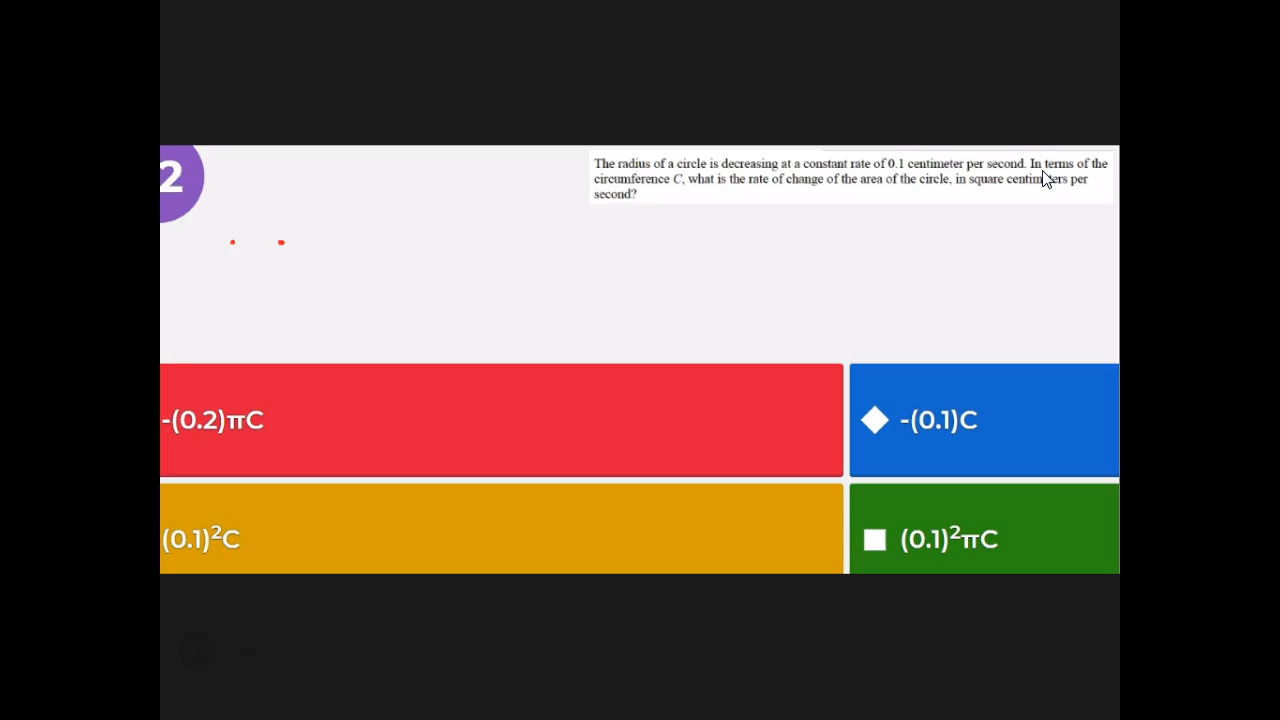 2
The radius of a circle is decreasing at a constant rate of 0.1 centimeter per second. In terms of the
circumference C, what is the rate of change of the area of the circle, in square centimeters per
second?
-(0.2)πC
-(0.1)C
(0.1)²C
(0.1)²πC